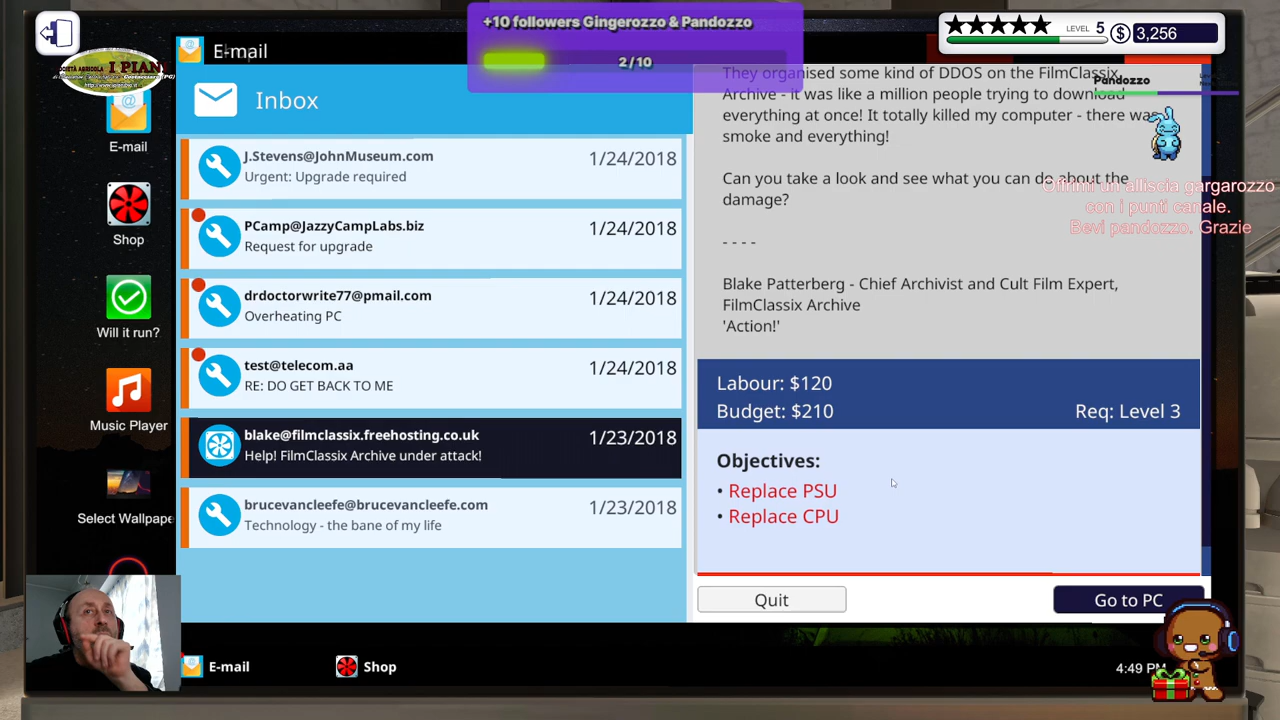 +10 followers Gingerozzo & Pandozzo
2/10
LEVEL 5
$ 3,256
E-mail
SOCIETÀ AGRICOLA I PIANI
Inbox
E-mail
Shop
Will it run?
Music Player
Select Wallpape
J.Stevens@JohnMuseum.com
1/24/2018
Urgent: Upgrade required
PCamp@JazzyCampLabs.biz
1/24/2018
Request for upgrade
drdoctorwrite77@pmail.com
1/24/2018
Overheating PC
test@telecom.aa
1/24/2018
RE: DO GET BACK TO ME
blake@filmclassix.freehosting.co.uk
1/23/2018
Help! FilmClassix Archive under attack!
brucevancleefe@brucevancleefe.com
1/23/2018
Technology - the bane of my life
They organised some kind of DDOS on the FilmClassix
Archive - it was like a million people trying to download
everything at once! It totally killed my computer - there was
smoke and everything!
Can you take a look and see what you can do about the
damage?
- - - -
Blake Patterberg - Chief Archivist and Cult Film Expert,
FilmClassix Archive
'Action!'
Pandozzo
Offrimi un alliscia gargarozzo
con i punti canale.
Bevi pandozzo. Grazie
Labour: $120
Budget: $210
Req: Level 3
Objectives:
• Replace PSU
• Replace CPU
Quit
Go to PC
E-mail
Shop
4:49 PM